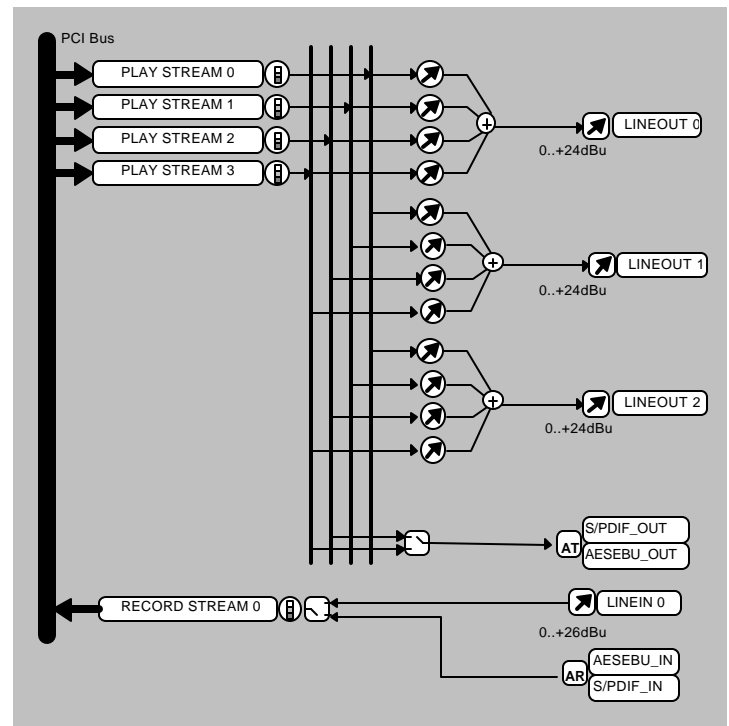 PCI Bus
PLAY STREAM 0
PLAY STREAM 1
PLAY STREAM 2
PLAY STREAM 3
LINEOUT 0
0..+24dBu
LINEOUT 1
0..+24dBu
LINEOUT 2
0..+24dBu
S/PDIF_OUT
AT
AESEBU_OUT
RECORD STREAM 0
LINEIN 0
0..+26dBu
AESEBU_IN
AR
S/PDIF_IN